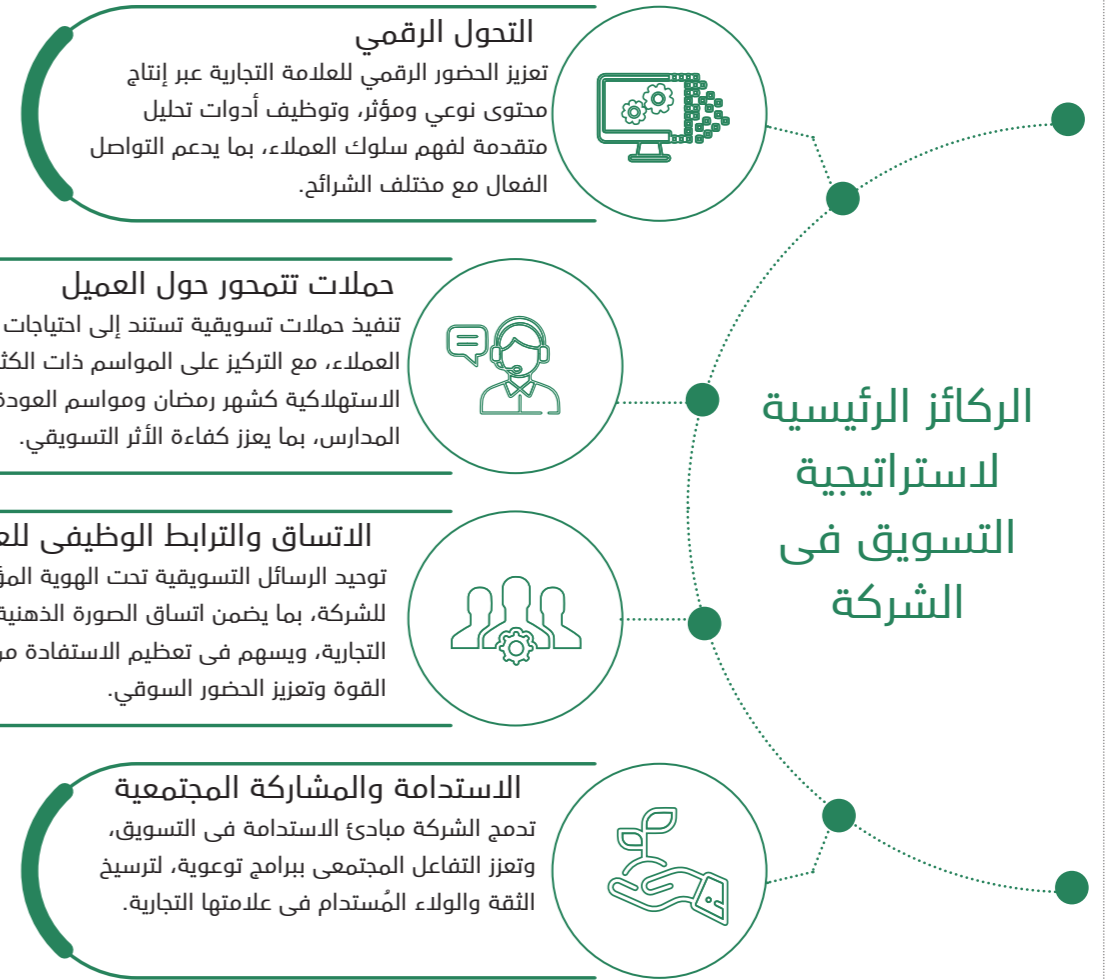 الركائز الرئيسية
لاستراتيجية
التسويق فى
الشركة
التحول الرقمي
تعزيز الحضور الرقمي للعلامة التجارية عبر إنتاج
محتوى نوعي ومؤثر، وتوظيف أدوات تحليل
متقدمة لفهم سلوك العملاء، بما يدعم التواصل
الفعال مع مختلف الشرائح.
حملات تتمحور حول العميل
تنفيذ حملات تسويقية تستند إلى احتياجات
العملاء، مع التركيز على المواسم ذات
الاستهلاكية كشهر رمضان ومواسم العودة
المدارس، بما يعزز كفاءة الأثر التسويقي.
الاتساق والترابط الوظيفى
توحيد الرسائل التسويقية تحت الهوية
للشركة، بما يضمن اتساق الصورة الذهنية
التجارية، ويسهم فى تعظيم الاستفادة
القوة وتعزيز الحضور السوقي.
الاستدامة والمشاركة المجتمعية
تدمج الشركة مبادئ الاستدامة فى التسويق،
وتعزز التفاعل المجتمعى ببرامج توعوية، لترسيخ
الثقة والولاء المُستدام فى علامتها التجارية.